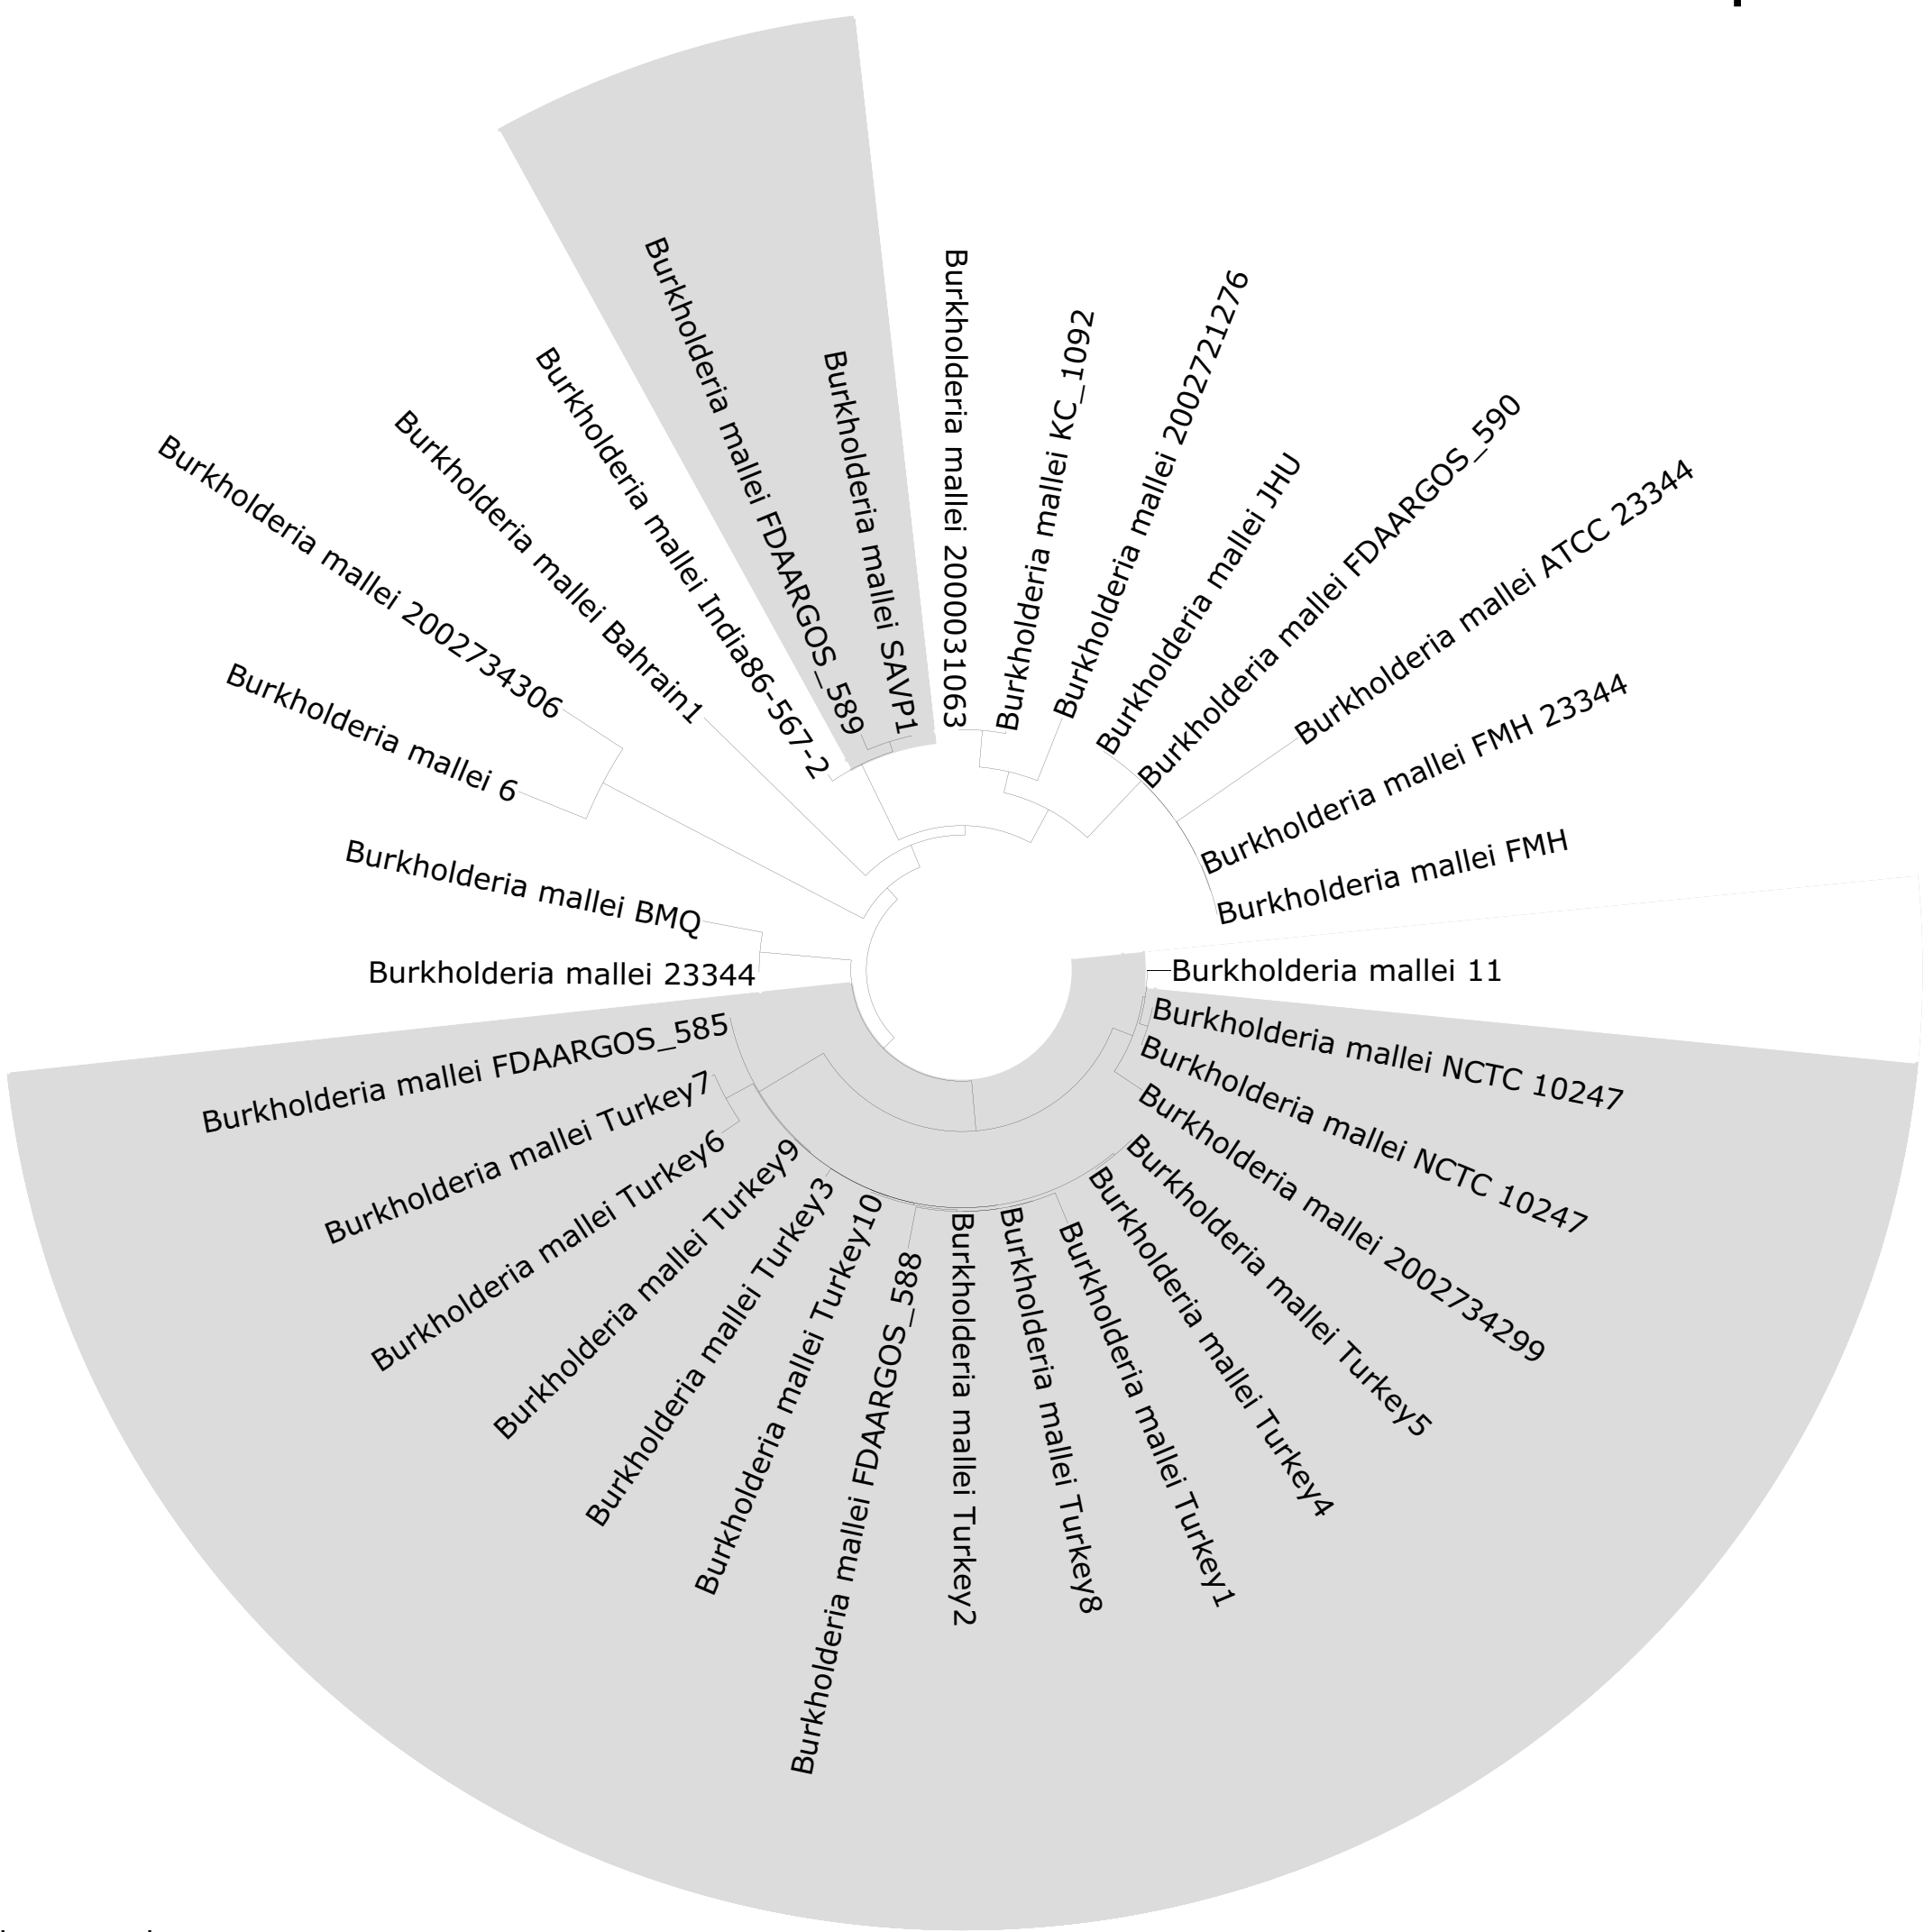 Burkholderia mallei 2000031063
Burkholderia mallei KC_1092
Burkholderia mallei 2002721276
Burkholderia mallei JHU
Burkholderia mallei FDAARGOS_590
Burkholderia mallei ATCC 23344
Burkholderia mallei FMH 23344
Burkholderia mallei FMH
Burkholderia mallei 11
Burkholderia mallei NCTC 10247
Burkholderia mallei NCTC 10247
Burkholderia mallei 2002734299
Burkholderia mallei Turkey5
Burkholderia mallei Turkey4
Burkholderia mallei Turkey1
Burkholderia mallei Turkey8
Burkholderia mallei Turkey2
Burkholderia mallei FDAARGOS_588
Burkholderia mallei Turkey10
Burkholderia mallei Turkey3
Burkholderia mallei Turkey9
Burkholderia mallei Turkey6
Burkholderia mallei Turkey7
Burkholderia mallei FDAARGOS_585
Burkholderia mallei 23344
Burkholderia mallei BMQ
Burkholderia mallei 6
Burkholderia mallei 2002734306
Burkholderia mallei Bahrain1
Burkholderia mallei India86-567-2
Burkholderia mallei FDAARGOS_589
Burkholderia mallei SAVP1